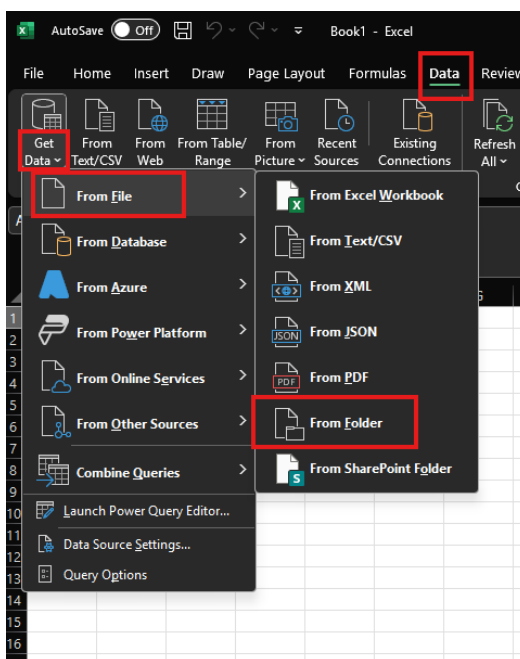 AutoSave Off Book1 - Excel
File Home Insert Draw Page Layout Formulas Data Review
Get Data From Text/CSV From Web From Table/ Range From Picture Recent Sources Existing Connections Refresh All
From File
From Database
From Azure
From Power Platform
From Online Services
From Other Sources
Combine Queries
Launch Power Query Editor...
Data Source Settings...
Query Options
From Excel Workbook
From Text/CSV
From XML
JSON From JSON
PDF From PDF
From Folder
From SharePoint Folder
1
2
3
4
5
6
7
8
9
10
11
12
13
14
15
16